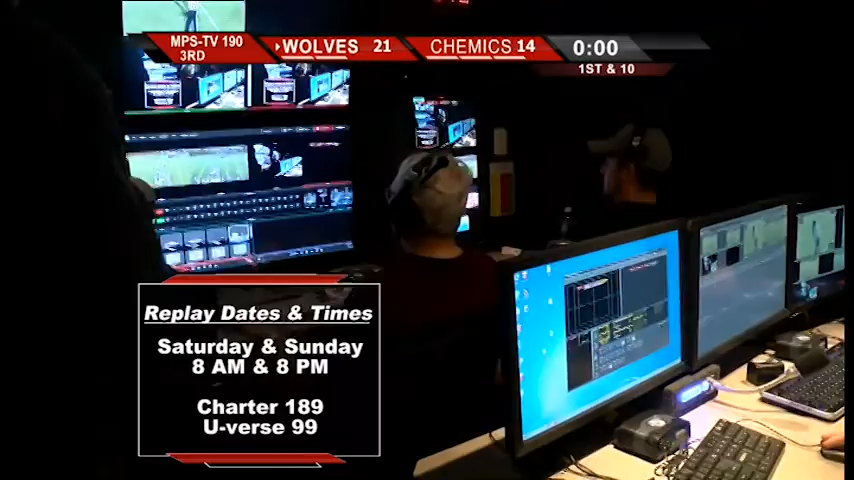 MPS-TV 190
3RD
WOLVES 21
CHEMICS 14
0:00
1ST & 10
Replay Dates & Times
Saturday & Sunday
8 AM & 8 PM
Charter 189
U-verse 99